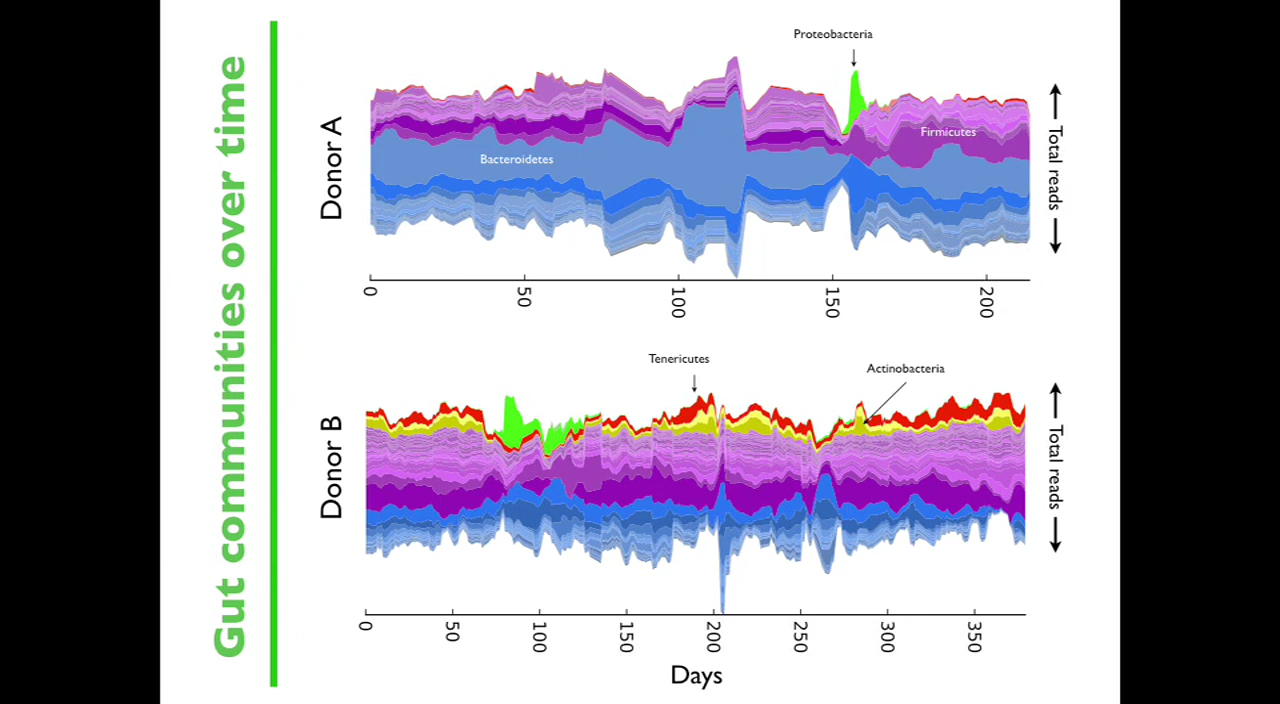 Gut communities over time
Donor A
Proteobacteria
Bacteroidetes
Firmicutes
Total reads
0 50 100 150 200
Donor B
Tenericutes
Actinobacteria
Total reads
0 50 100 150 200 250 300 350
Days